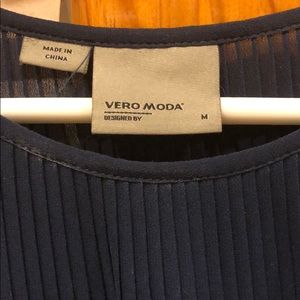 MADE IN
CHINA
VERO MODA®
DESIGNED BY
M